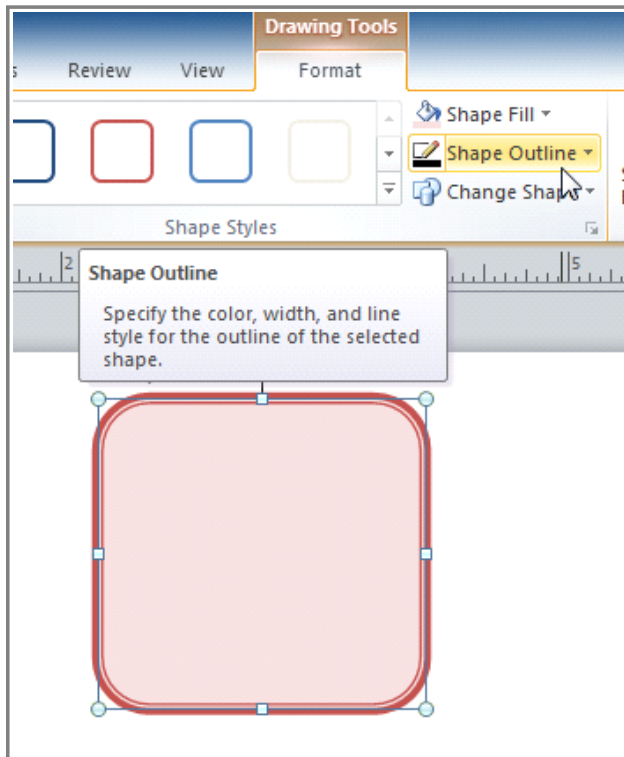 Drawing Tools
Review View Format
Shape Fill
Shape Outline
Change Shape
Shape Styles
2 5
Shape Outline
Specify the color, width, and line
style for the outline of the selected
shape.